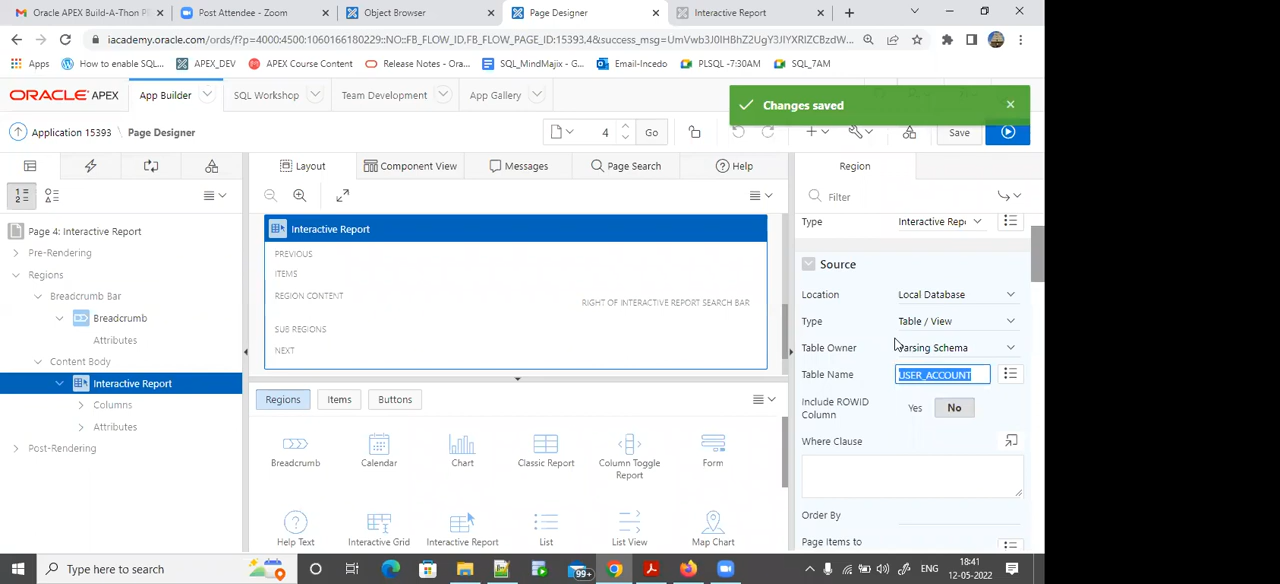 Oracle APEX Build-A-Thon P
Post Attendee - Zoom
Object Browser
Page Designer
Interactive Report
iacademy.oracle.com/ords/f?p=4000:4500:1060166180229::NO::FB_FLOW_ID,FB_FLOW_PAGE_ID:15393,4&success_msg=UmVwb3J0IHBhZ2UgY3JlYXRlZCBzdW...
Apps
How to enable SQL...
APEX_DEV
APEX Course Content
Release Notes - Ora...
SQL_MindMajix - G...
Email-Incedo
PLSQL -7:30AM
SQL_7AM
ORACLE APEX
App Builder
SQL Workshop
Team Development
App Gallery
Changes saved
Application 15393
Page Designer
4
Go
Save
Layout
Component View
Messages
Page Search
Help
Region
Filter
Page 4: Interactive Report
Pre-Rendering
Regions
Breadcrumb Bar
Breadcrumb
Attributes
Content Body
Interactive Report
Columns
Attributes
Post-Rendering
Interactive Report
PREVIOUS
ITEMS
REGION CONTENT
RIGHT OF INTERACTIVE REPORT SEARCH BAR
SUB REGIONS
NEXT
Regions
Items
Buttons
Breadcrumb
Calendar
Chart
Classic Report
Column Toggle
Report
Form
Help Text
Interactive Grid
Interactive Report
List
List View
Map Chart
Type
Interactive Rep
Source
Location
Local Database
Type
Table / View
Table Owner
Parsing Schema
Table Name
USER_ACCOUNT
Include ROWID
Column
Yes
No
Where Clause
Order By
Page Items to
Type here to search
99+
ENG
18:41
12-05-2022